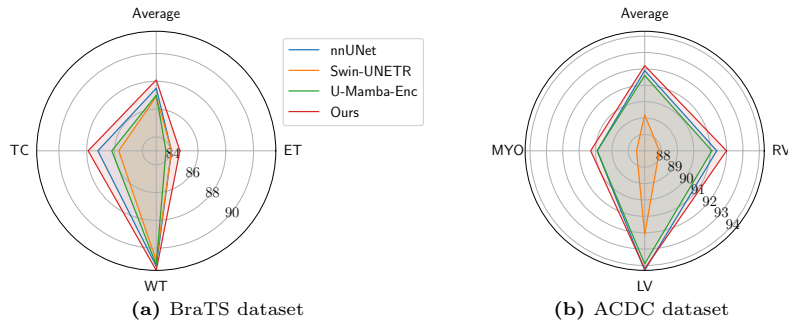 Average
TC
ET
WT
84
86
88
90
nnUNet
Swin-UNETR
U-Mamba-Enc
Ours
(a) BraTS dataset
Average
MYO
RV
LV
88
89
90
91
92
93
94
(b) ACDC dataset